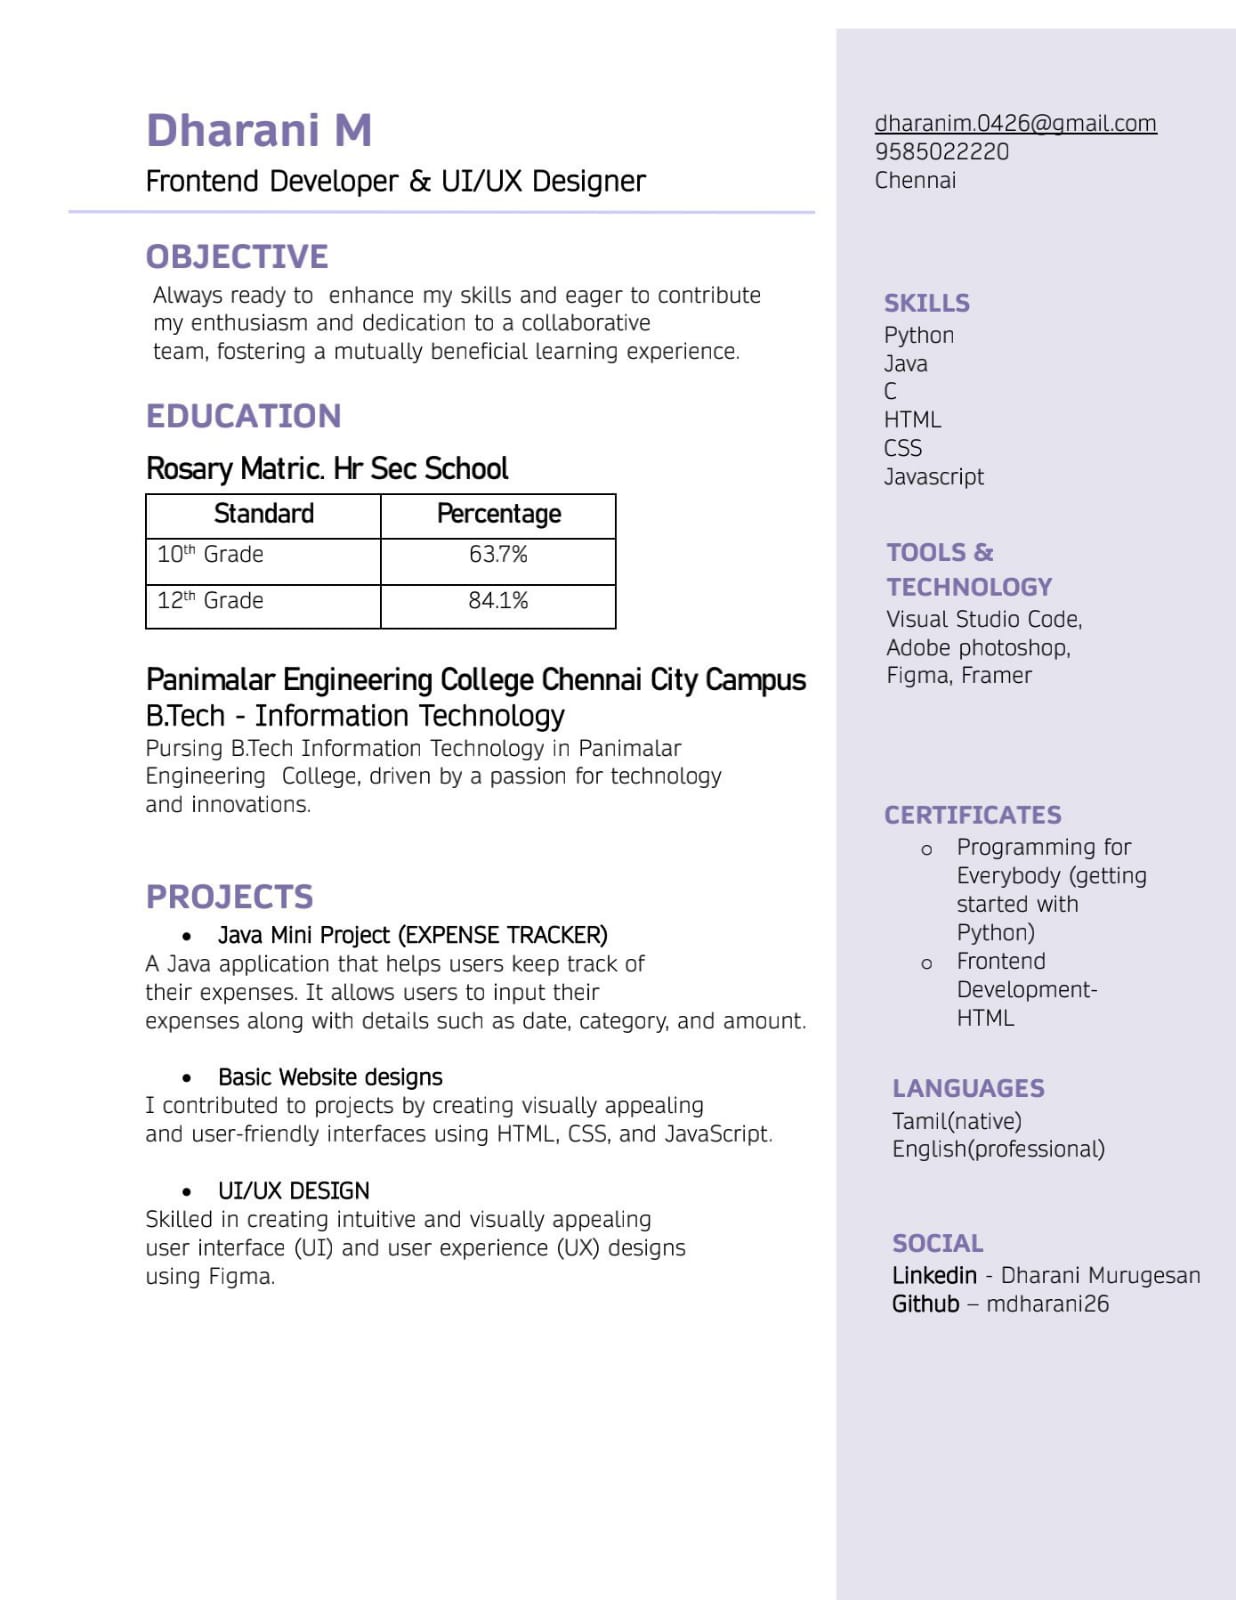 Dharani M
Frontend Developer & UI/UX Designer
OBJECTIVE
Always ready to  enhance my skills and eager to contribute
my enthusiasm and dedication to a collaborative
team, fostering a mutually beneficial learning experience.
EDUCATION
Rosary Matric. Hr Sec School
Standard Percentage
10th Grade 63.7%
12th Grade 84.1%
Panimalar Engineering College Chennai City Campus
B.Tech - Information Technology
Pursing B.Tech Information Technology in Panimalar
Engineering  College, driven by a passion for technology
and innovations.
PROJECTS
• Java Mini Project (EXPENSE TRACKER)
A Java application that helps users keep track of
their expenses. It allows users to input their
expenses along with details such as date, category, and amount.
• Basic Website designs
I contributed to projects by creating visually appealing
and user-friendly interfaces using HTML, CSS, and JavaScript.
• UI/UX DESIGN
Skilled in creating intuitive and visually appealing
user interface (UI) and user experience (UX) designs
using Figma.
dharanim.0426@gmail.com
9585022220
Chennai
SKILLS
Python
Java
C
HTML
CSS
Javascript
TOOLS &
TECHNOLOGY
Visual Studio Code,
Adobe photoshop,
Figma, Framer
CERTIFICATES
o Programming for
Everybody (getting
started with
Python)
o Frontend
Development-
HTML
LANGUAGES
Tamil(native)
English(professional)
SOCIAL
Linkedin - Dharani Murugesan
Github – mdharani26